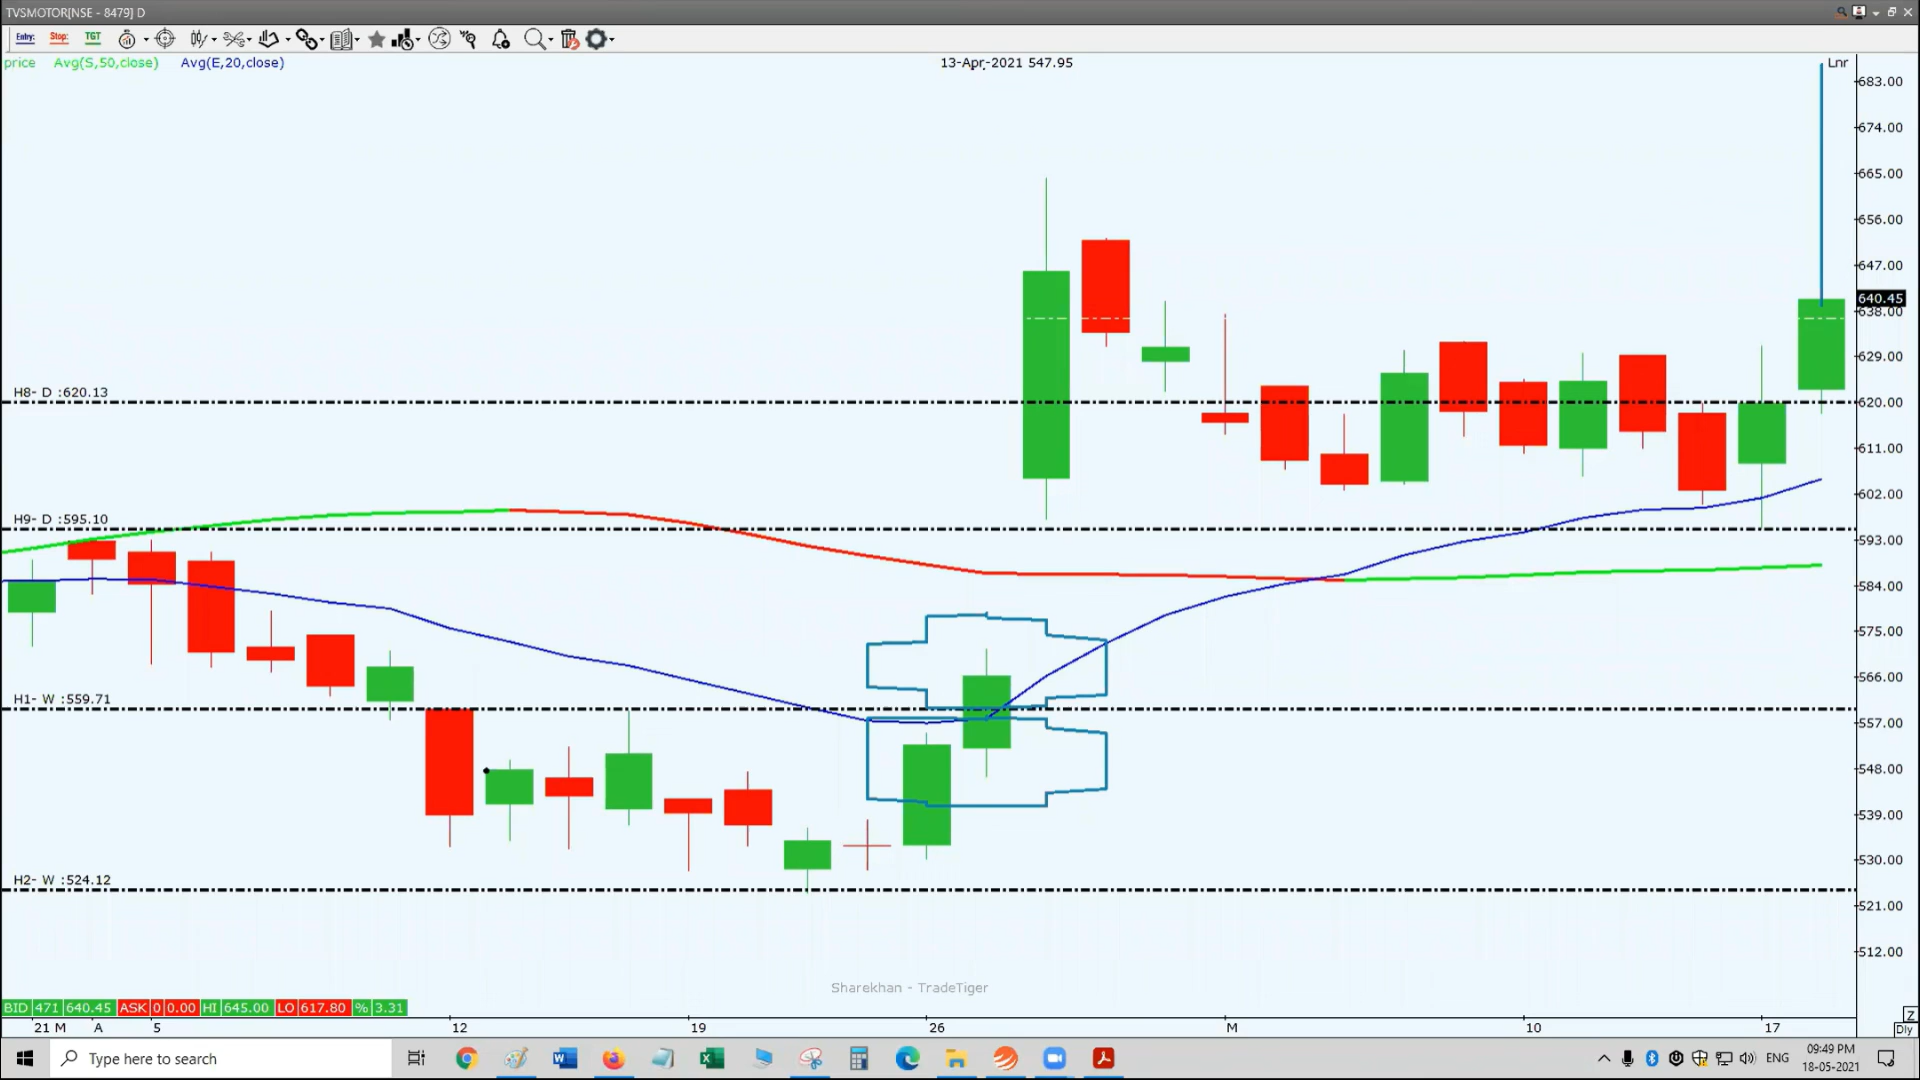 TVSMOTOR[NSE - 8479] D
Entry: Stop: TGT
price Avg(S,50,close) Avg(E,20,close) 13-Apr-2021 547.95 Lnr
683.00
674.00
665.00
656.00
647.00
640.45
638.00
629.00
H8- D :620.13
620.00
611.00
602.00
H9- D :595.10
593.00
584.00
575.00
566.00
H1- W :559.71
557.00
548.00
539.00
530.00
H2- W :524.12
521.00
512.00
Sharekhan - TradeTiger
BID 471 640.45 ASK 0 0.00 HI 645.00 LO 617.80 % 3.31
Z
21 M A 5 12 19 26 M 10 17 Dly
Type here to search
ENG
09:49 PM
18-05-2021